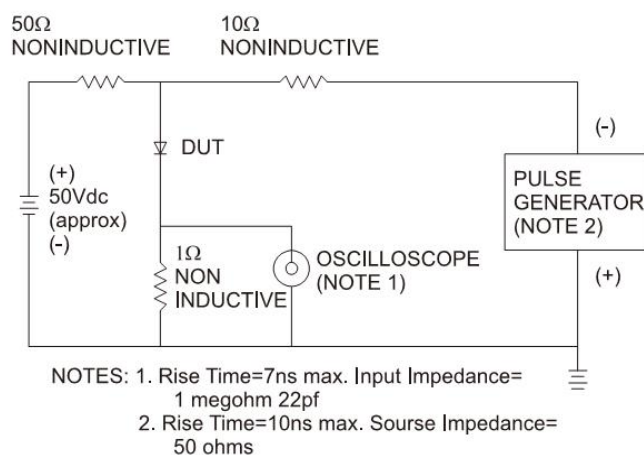 50Ω
NONINDUCTIVE
10Ω
NONINDUCTIVE
DUT
(+)
50Vdc
(approx)
(-)
1Ω
NON
INDUCTIVE
OSCILLOSCOPE
(NOTE 1)
(-)
PULSE
GENERATOR
(NOTE 2)
(+)
NOTES: 1. Rise Time=7ns max. Input Impedance=
1 megohm 22pf
2. Rise Time=10ns max. Sourse Impedance=
50 ohms